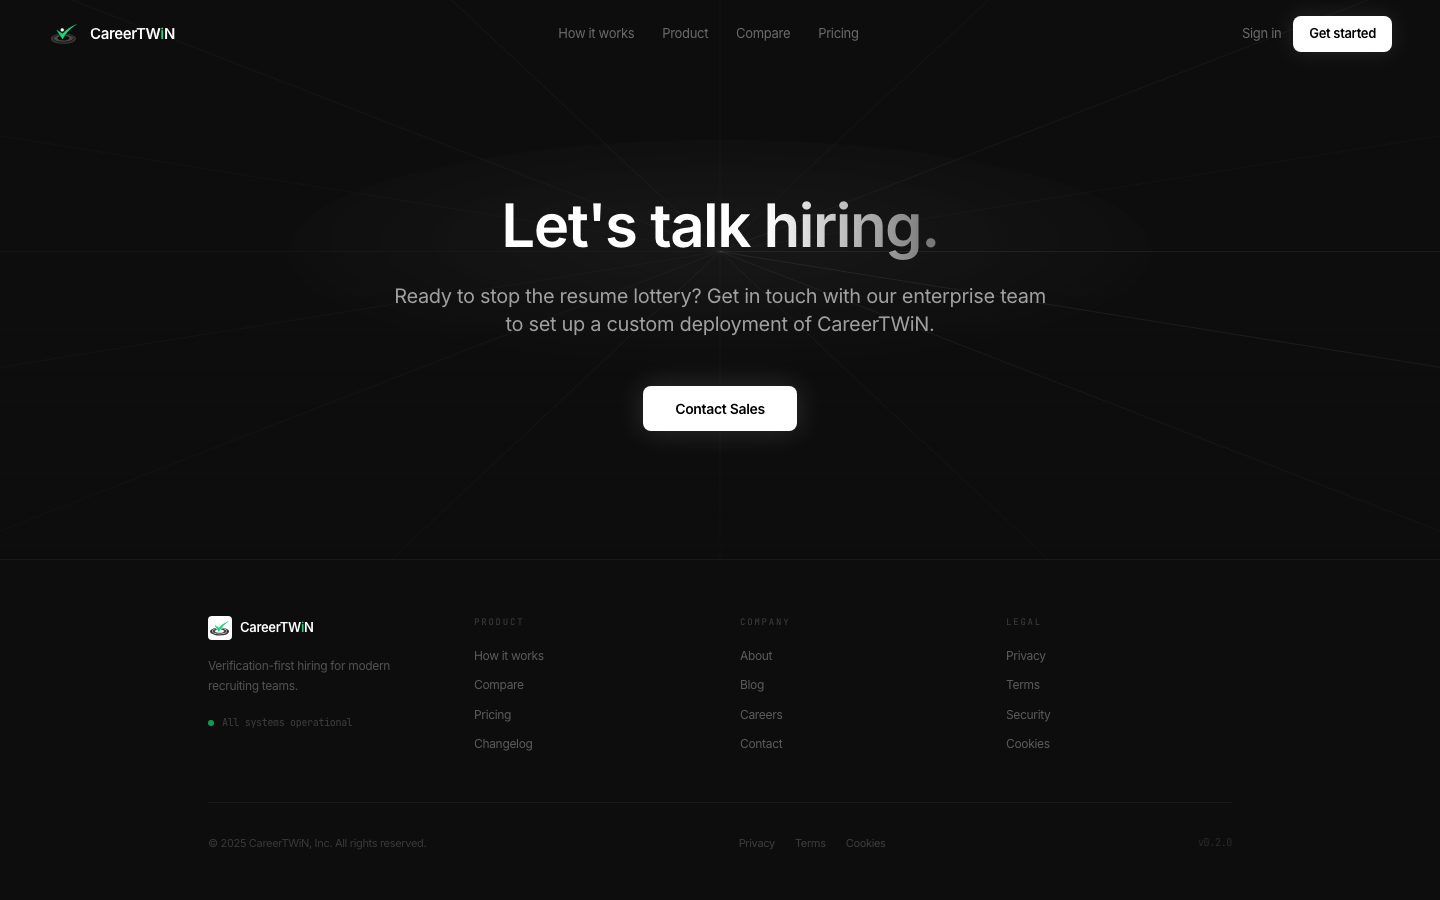 CareerTWiN
How it works
Product
Compare
Pricing
Sign in
Get started
Let's talk hiring.
Ready to stop the resume lottery? Get in touch with our enterprise team
to set up a custom deployment of CareerTWiN.
Contact Sales
CareerTWiN
Verification-first hiring for modern
recruiting teams.
All systems operational
PRODUCT
How it works
Compare
Pricing
Changelog
COMPANY
About
Blog
Careers
Contact
LEGAL
Privacy
Terms
Security
Cookies
© 2025 CareerTWiN, Inc. All rights reserved.
Privacy
Terms
Cookies
v0.2.0